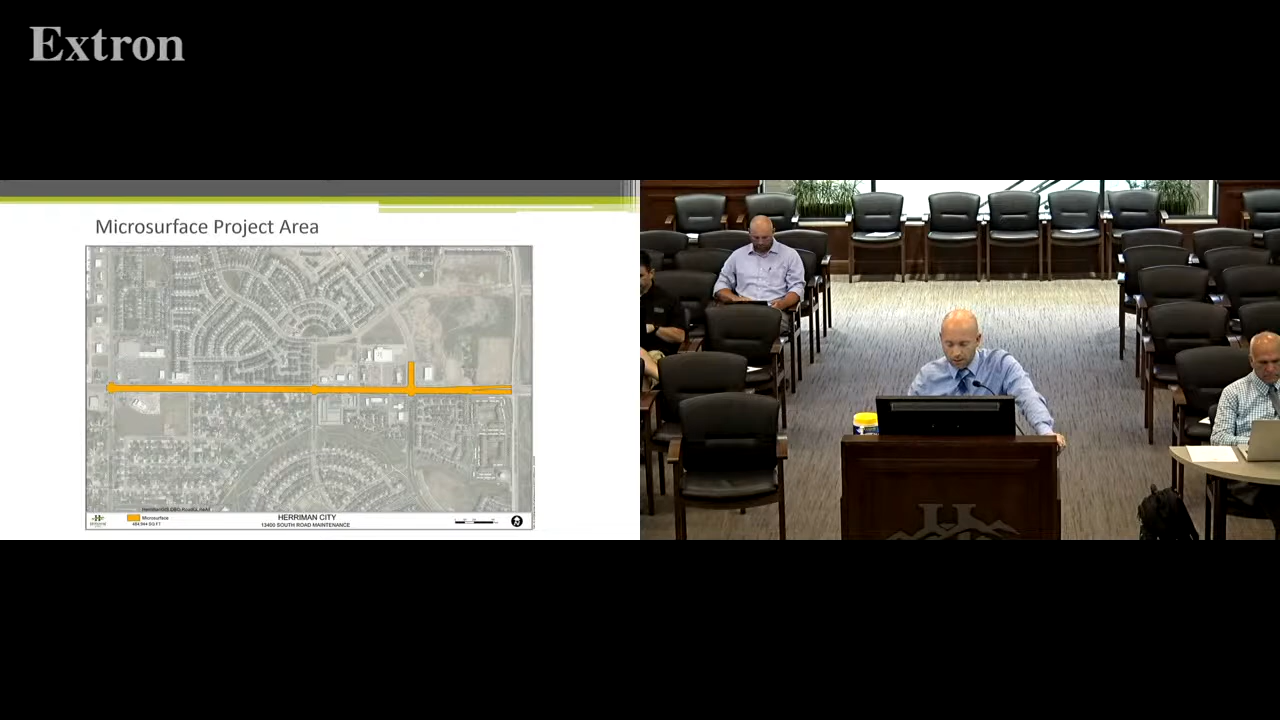 Extron
Microsurface Project Area
Microsurface
HERRIMAN CITY
13400 SOUTH ROAD MAINTENANCE